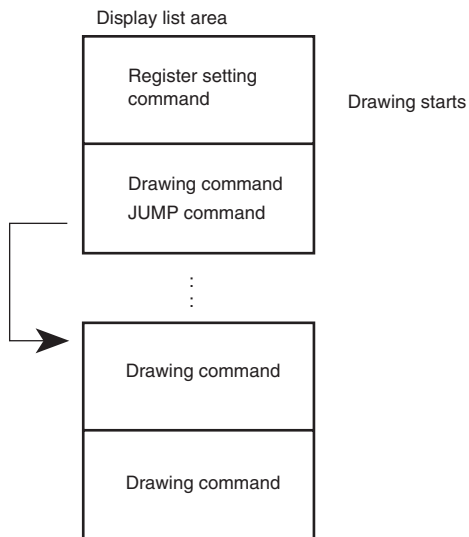 Display list area
Register setting
command
Drawing starts
Drawing command
JUMP command
Drawing command
Drawing command